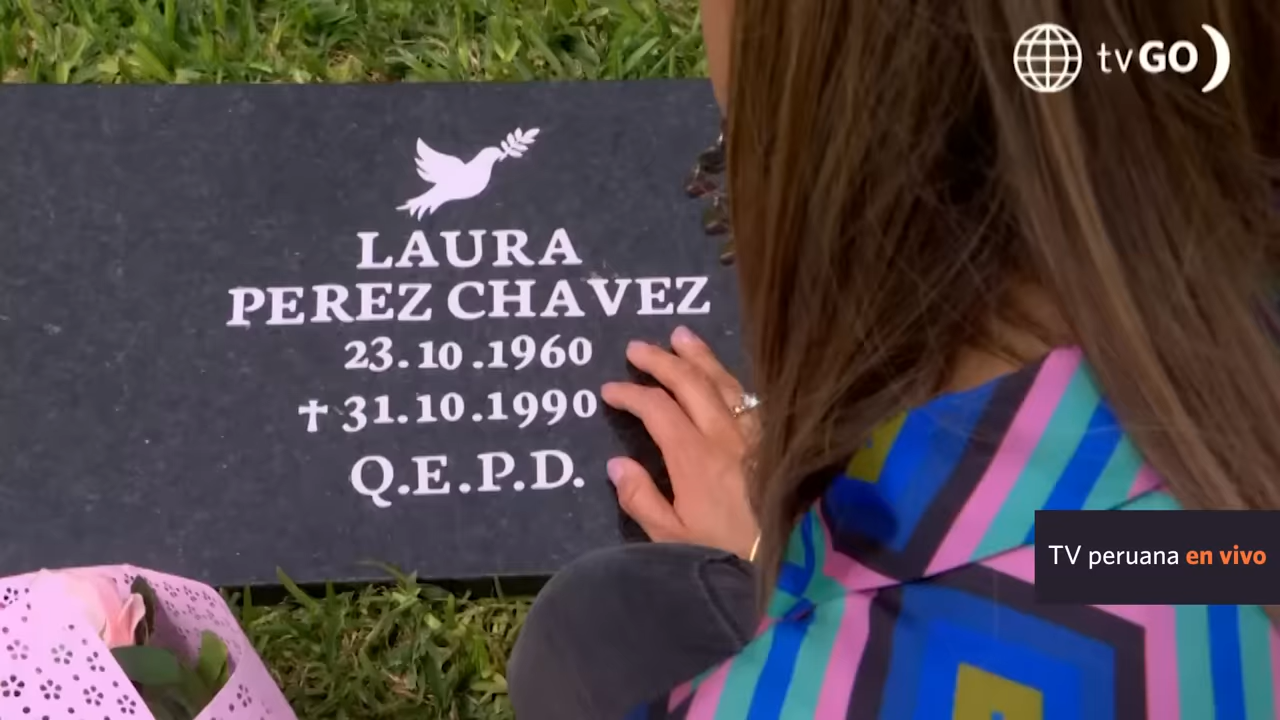 tvGO
LAURA
PEREZ CHAVEZ
23.10.1960
✝31.10.1990
Q.E.P.D.
TV peruana en vivo